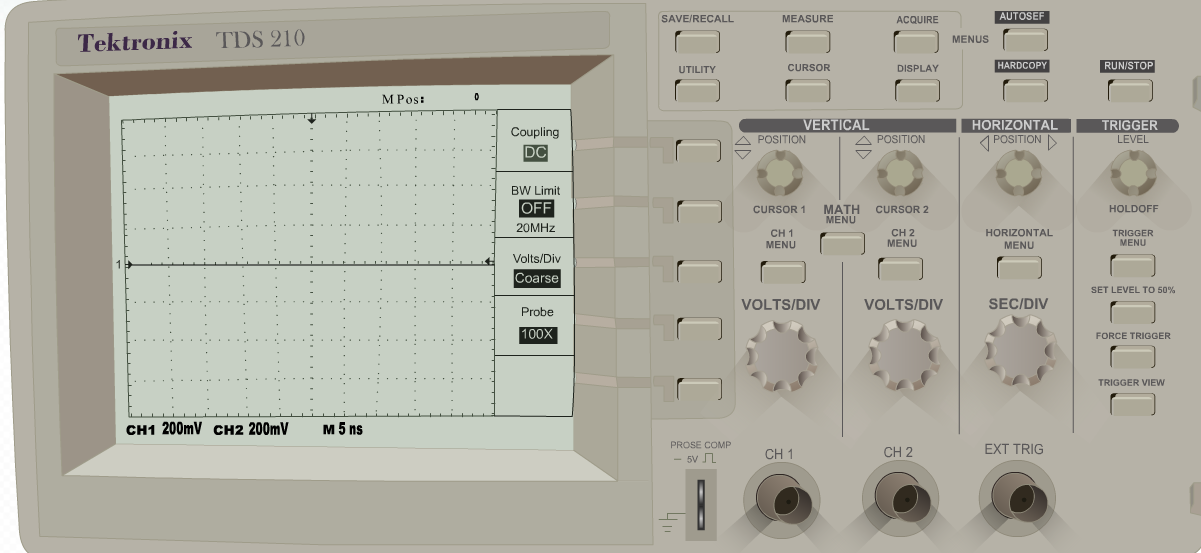 Tektronix TDS 210
M Pos: 0
Coupling
DC
BW Limit
OFF
20MHz
Volts/Div
Coarse
Probe
100X
1
CH1 200mV CH2 200mV M 5 ns
SAVE/RECALL MEASURE ACQUIRE AUTOSEF
MENUS
UTILITY CURSOR DISPLAY HARDCOPY RUN/STOP
VERTICAL HORIZONTAL TRIGGER
POSITION POSITION POSITION LEVEL
CURSOR 1 MATH MENU CURSOR 2 HOLDOFF
CH 1 MENU CH 2 MENU HORIZONTAL MENU TRIGGER MENU
SET LEVEL TO 50%
VOLTS/DIV VOLTS/DIV SEC/DIV
FORCE TRIGGER
TRIGGER VIEW
PROSE COMP
5V
CH 1 CH 2 EXT TRIG